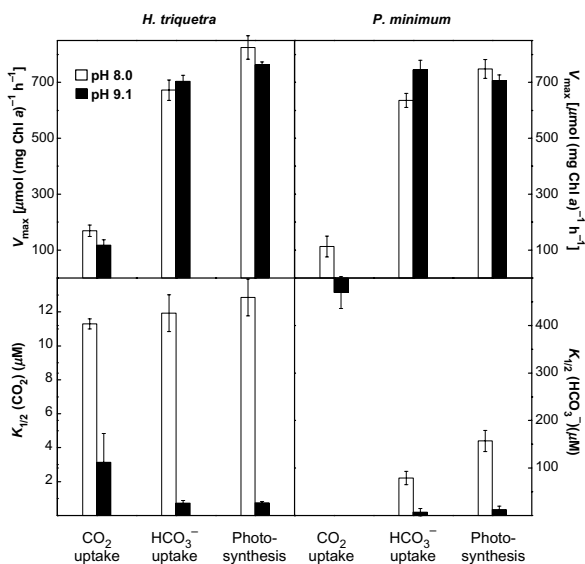 H. triquetra
P. minimum
pH 8.0
pH 9.1
V max [µmol (mg Chl a)⁻¹ h⁻¹]
700
500
300
100
V max [µmol (mg Chl a)⁻¹ h⁻¹]
700
500
300
100
K1/2 (CO2) (µM)
12
10
8
6
4
2
K1/2 (HCO3⁻)(µM)
400
300
200
100
CO2 uptake
HCO3⁻ uptake
Photo-
synthesis
CO2 uptake
HCO3⁻ uptake
Photo-
synthesis